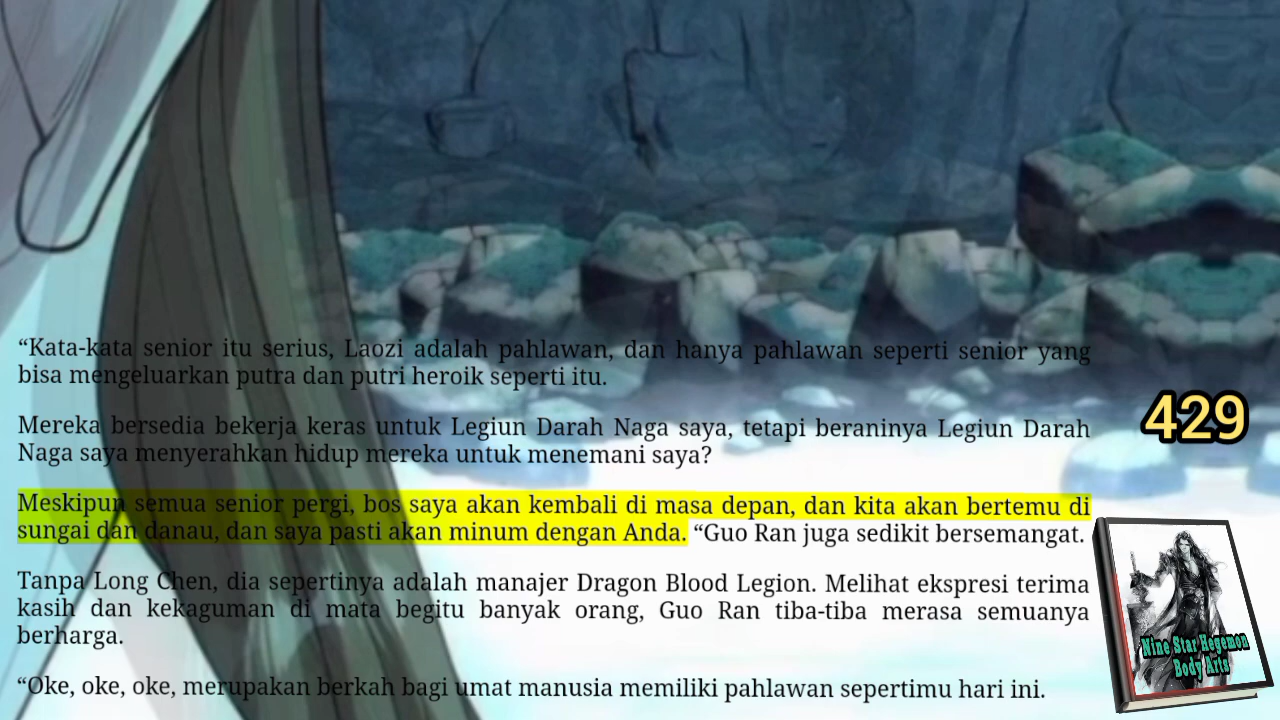 “Kata-kata senior itu serius, Laozi adalah pahlawan, dan hanya pahlawan seperti senior yang
bisa mengeluarkan putra dan putri heroik seperti itu.
Mereka bersedia bekerja keras untuk Legiun Darah Naga saya, tetapi beraninya Legiun Darah
Naga saya menyerahkan hidup mereka untuk menemani saya?
Meskipun semua senior pergi, bos saya akan kembali di masa depan, dan kita akan bertemu di
sungai dan danau, dan saya pasti akan minum dengan Anda. “Guo Ran juga sedikit bersemangat.
Tanpa Long Chen, dia sepertinya adalah manajer Dragon Blood Legion. Melihat ekspresi terima
kasih dan kekaguman di mata begitu banyak orang, Guo Ran tiba-tiba merasa semuanya
berharga.
“Oke, oke, oke, merupakan berkah bagi umat manusia memiliki pahlawan sepertimu hari ini.
429
Nine Star Hegemon
Body Arts